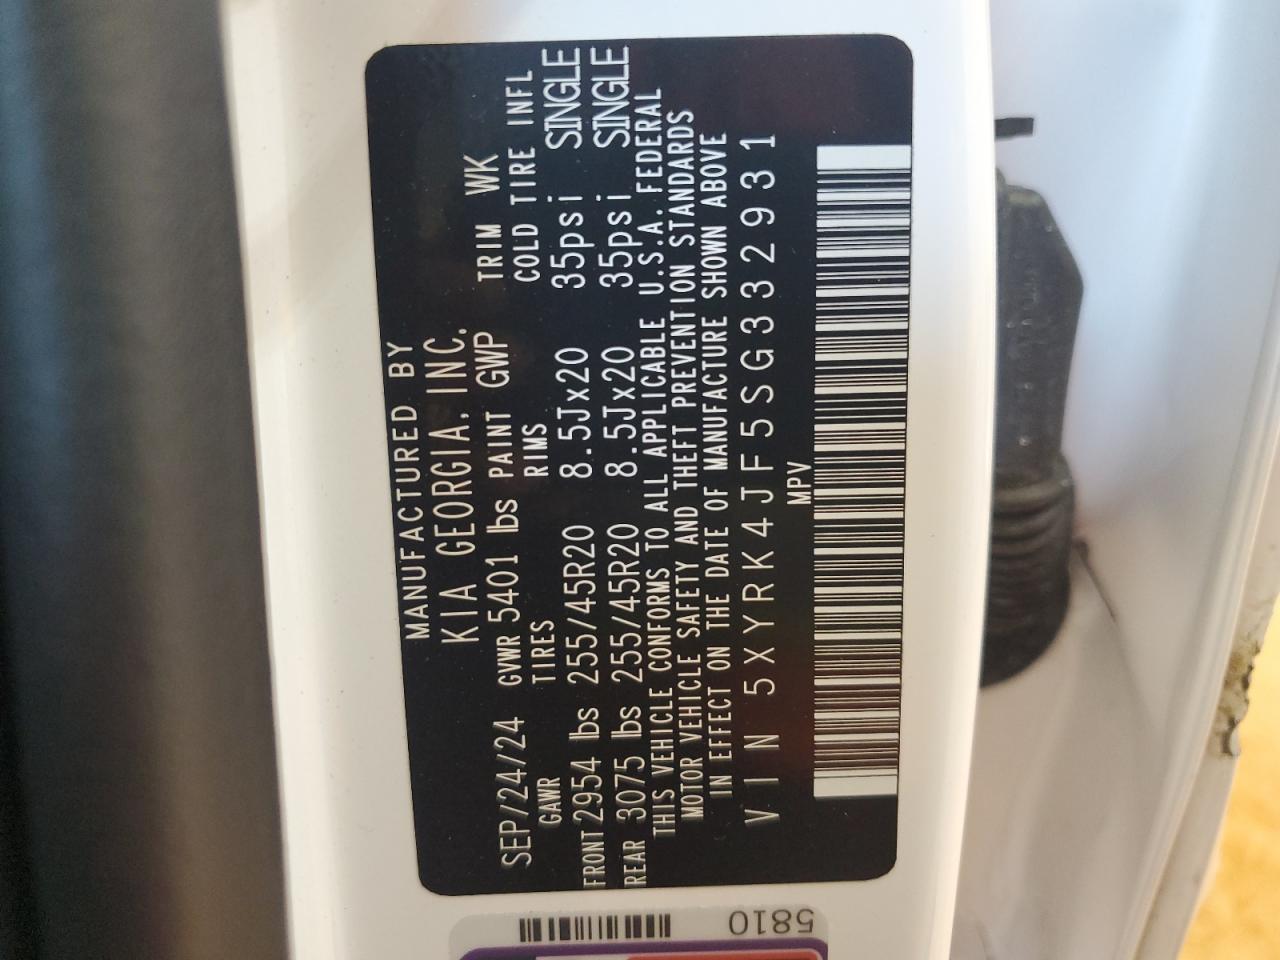 MANUFACTURED BY
KIA GEORGIA, INC.
SEP/24/24 GVWR 5401 lbs PAINT GWP TRIM WK
GAWR TIRES RIMS COLD TIRE INFL
FRONT 2954 lbs 255/45R20 8.5Jx20 35psi SINGLE
REAR 3075 lbs 255/45R20 8.5Jx20 35psi SINGLE
THIS VEHICLE CONFORMS TO ALL APPLICABLE U.S.A. FEDERAL
MOTOR VEHICLE SAFETY AND THEFT PREVENTION STANDARDS
IN EFFECT ON THE DATE OF MANUFACTURE SHOWN ABOVE
VIN 5XYRK4JF5SG332931
MPV
5810